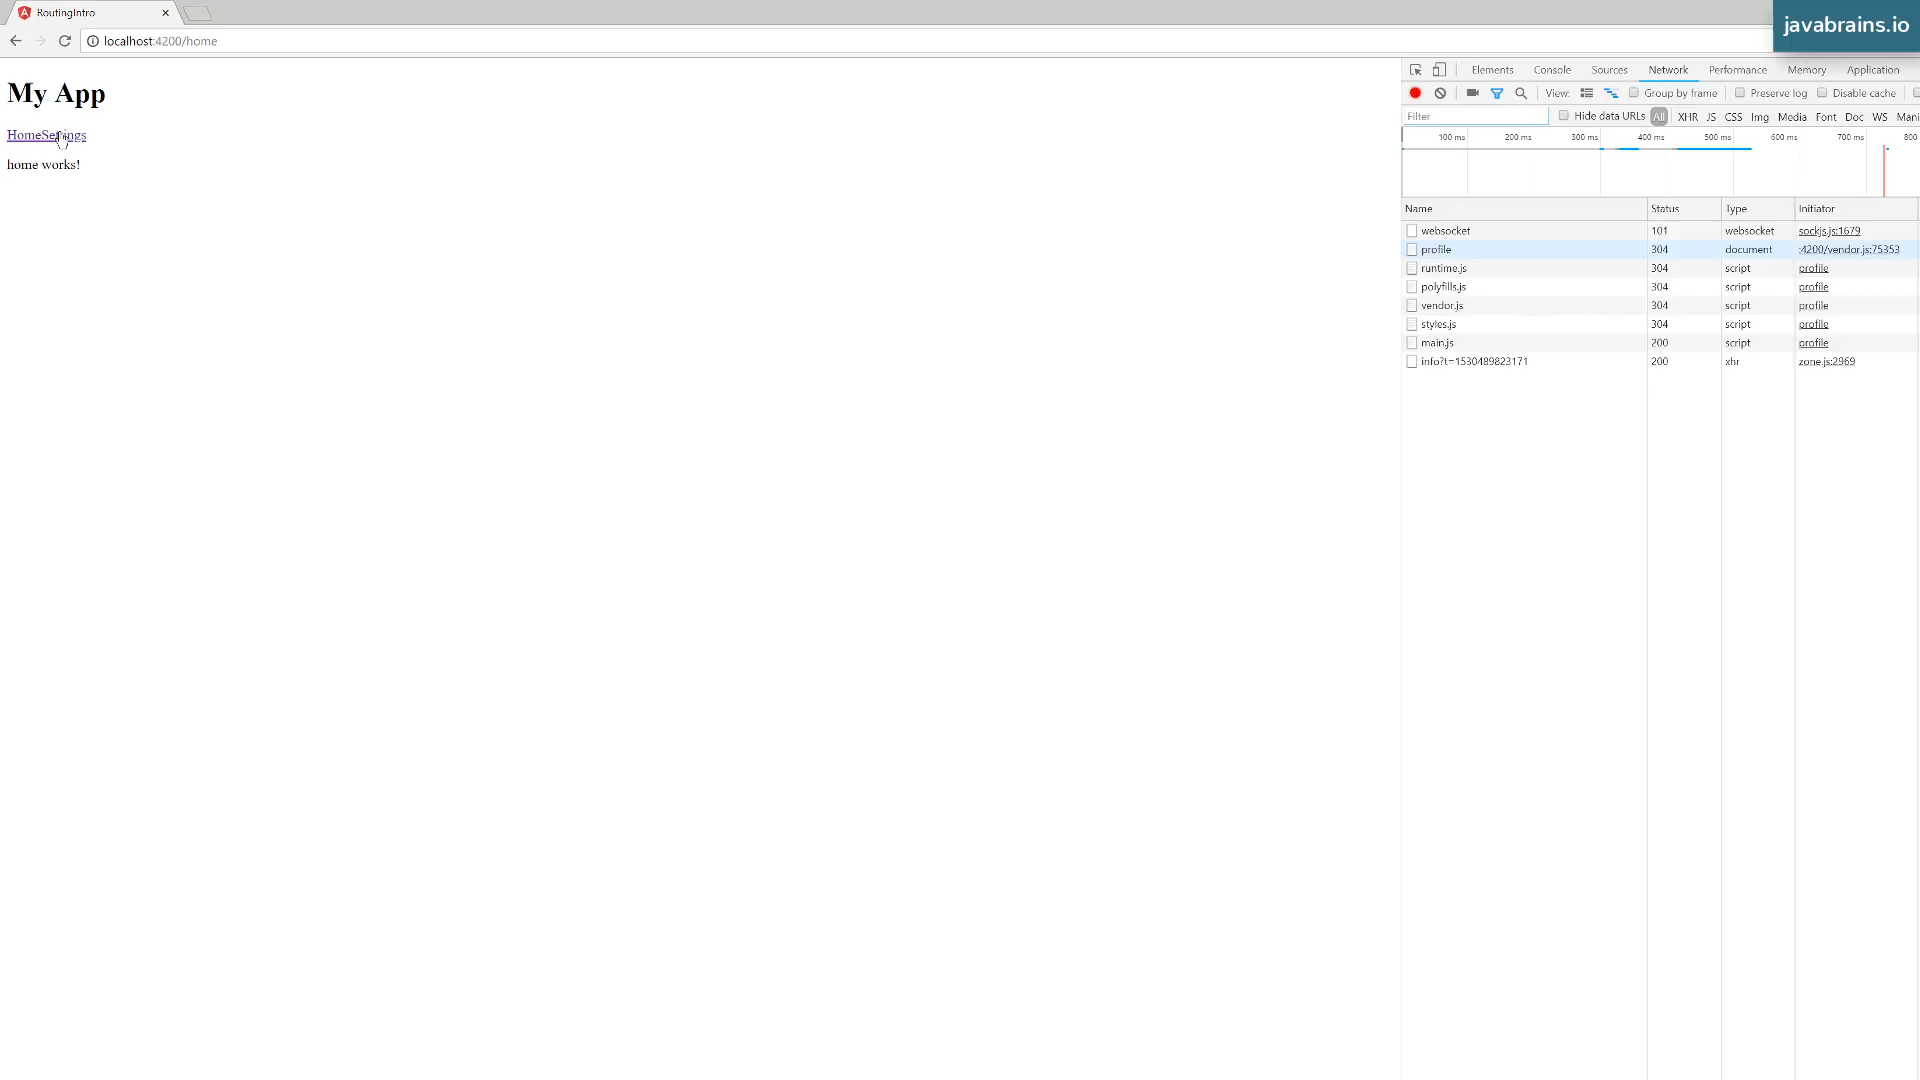 RoutingIntro
javabrains.io
localhost:4200/home
My App
HomeSettings
home works!
Elements Console Sources Network Performance Memory Application
View: Group by frame Preserve log Disable cache
Filter Hide data URLs All XHR JS CSS Img Media Font Doc WS Mani
100 ms 200 ms 300 ms 400 ms 500 ms 600 ms 700 ms 800
Name Status Type Initiator
websocket 101 websocket sockjs.js:1679
profile 304 document :4200/vendor.js:75353
runtime.js 304 script profile
polyfills.js 304 script profile
vendor.js 304 script profile
styles.js 304 script profile
main.js 200 script profile
info?t=1530489823171 200 xhr zone.js:2969